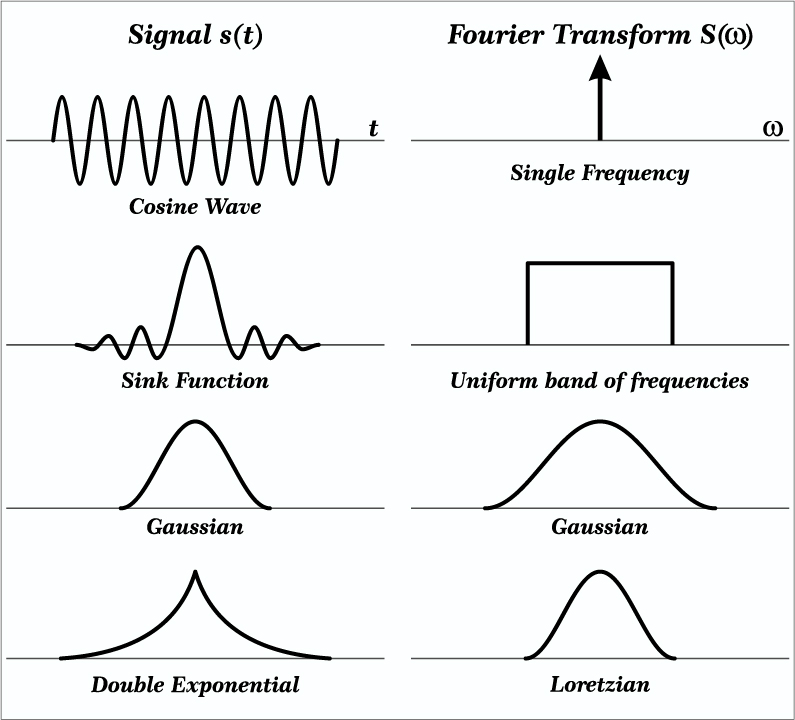 Signal s(t)
Fourier Transform S(ω)
t
ω
Cosine Wave
Single Frequency
Sink Function
Uniform band of frequencies
Gaussian
Gaussian
Double Exponential
Loretzian